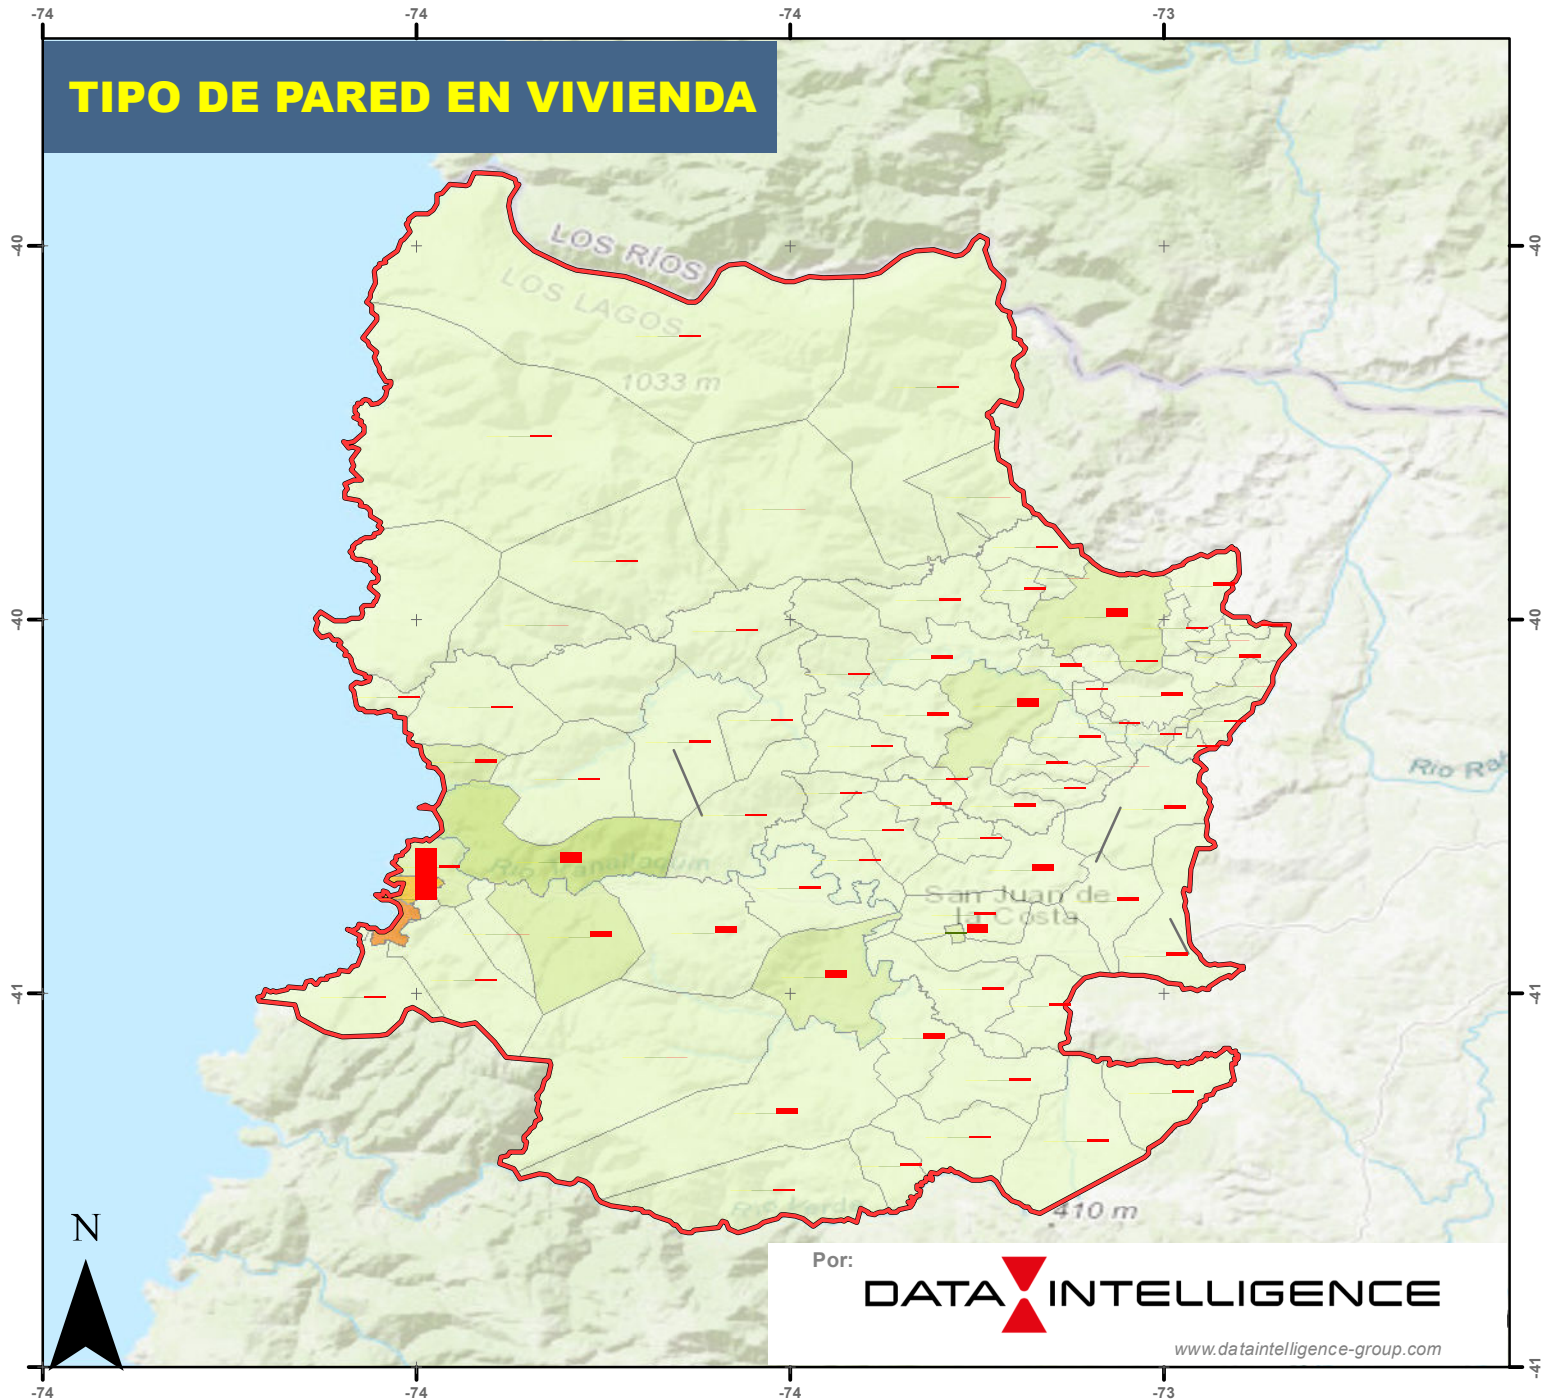 -74 -74 -74 -73
TIPO DE PARED EN VIVIENDA
LOS RÍOS
LOS LAGOS
-40 -40
1033 m
-40 -40
Rio
San Juan de
la Costa
-41 -41
410 m
N
Por:
DATA INTELLIGENCE
www.dataintelligence-group.com
-41
-74 -74 -74 -73